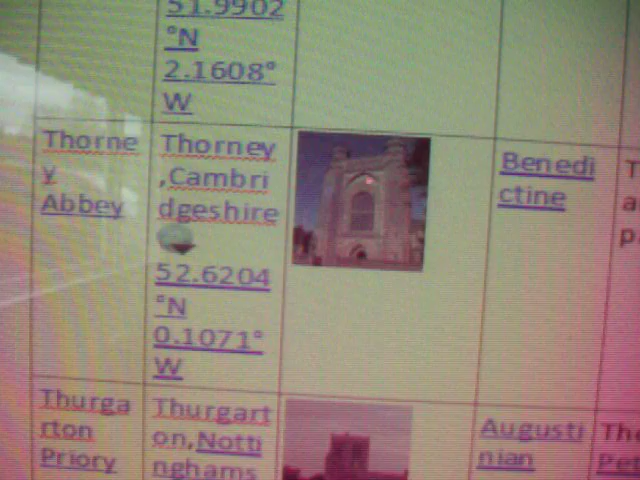 51.9902
°N
2.1608°
W
Thorne
y
Abbey
Thorney
,Cambri
dgeshire
52.6204
°N
0.1071°
W
Benedi
ctine
Thurga
rton
Priory
Thurgart
on,Notti
nghams
Augusti
nian
The